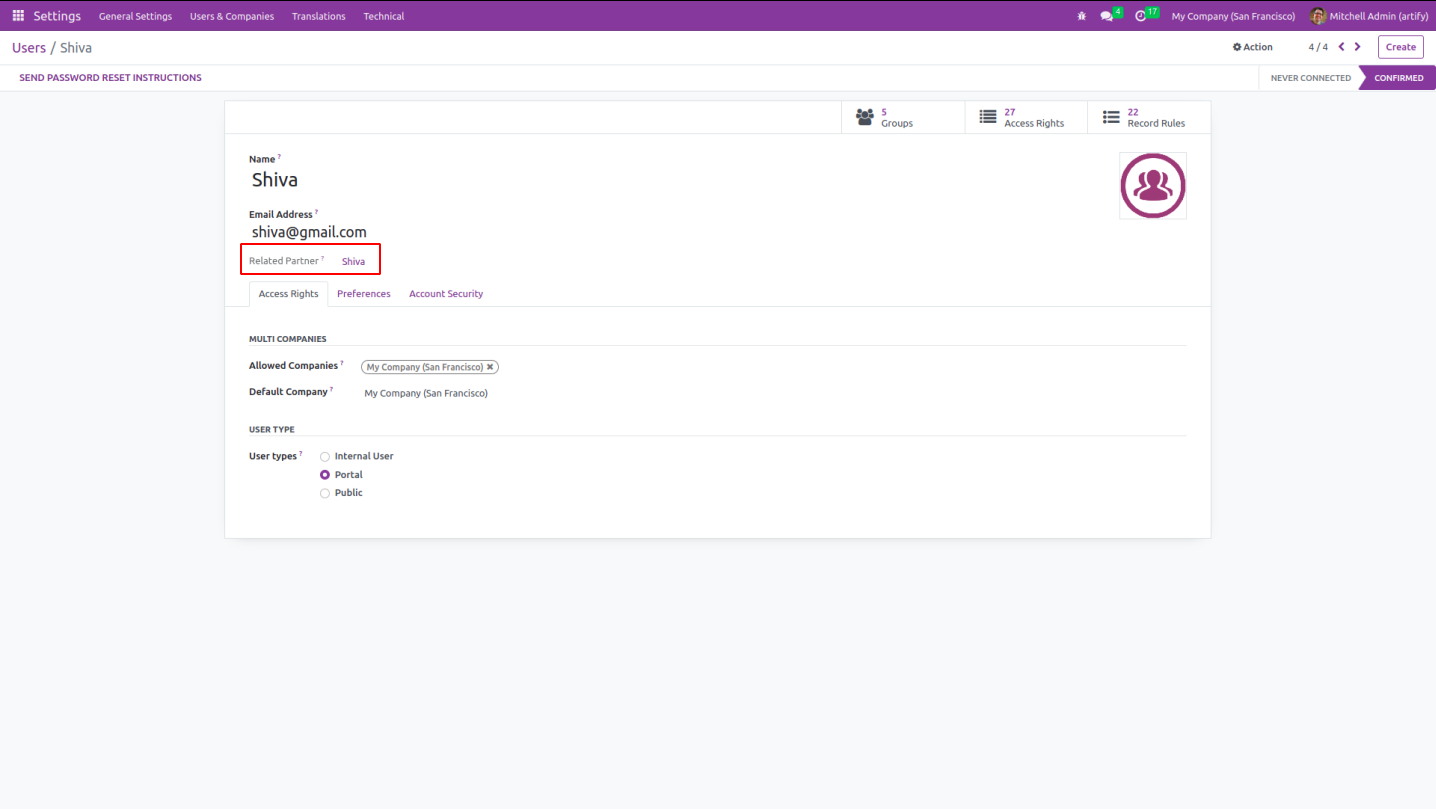 Settings General Settings Users & Companies Translations Technical 4 17 My Company (San Francisco) Mitchell Admin (artify)
Users / Shiva Action 4 / 4 Create
SEND PASSWORD RESET INSTRUCTIONS NEVER CONNECTED CONFIRMED
5 Groups 27 Access Rights 22 Record Rules
Name ?
Shiva
Email Address ?
shiva@gmail.com
Related Partner ? Shiva
Access Rights Preferences Account Security
MULTI COMPANIES
Allowed Companies ? My Company (San Francisco) ✖
Default Company ? My Company (San Francisco)
USER TYPE
User types ? Internal User
Portal
Public